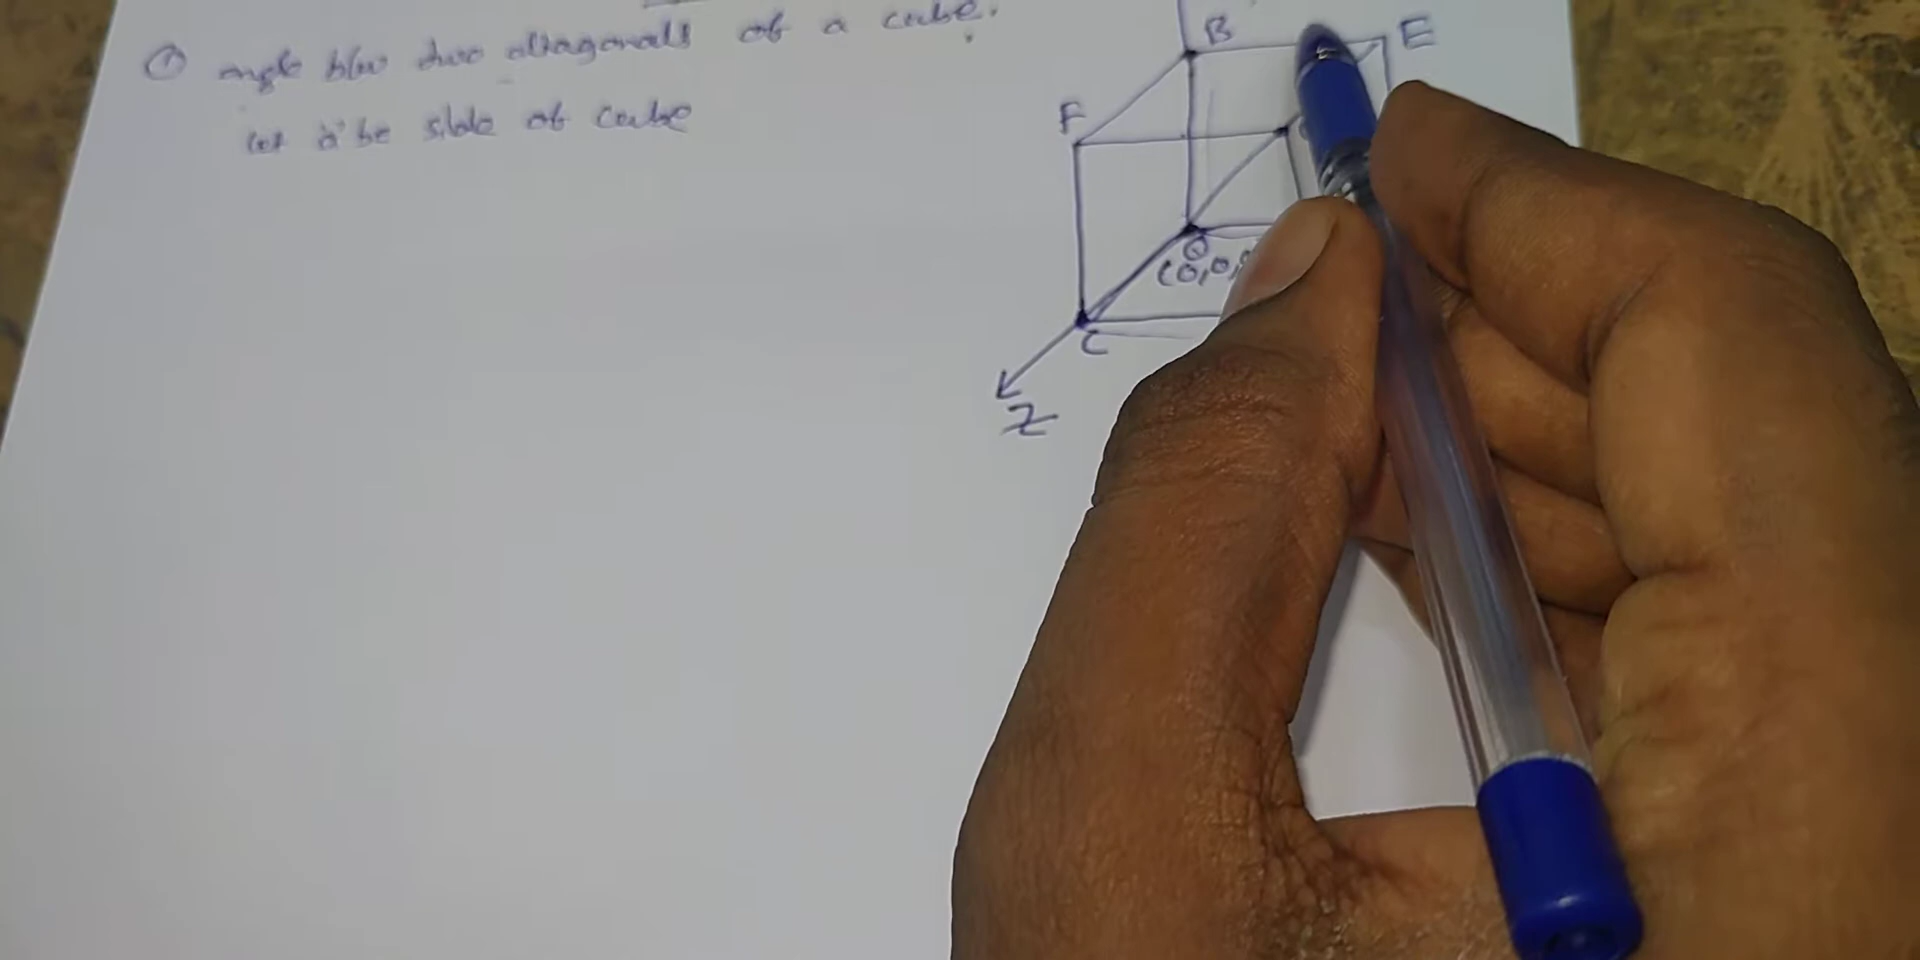 ① angle b/w two diagonals of a cube.
let 'a' be side of cube
B
E
F
O
(0,0,
C
Z